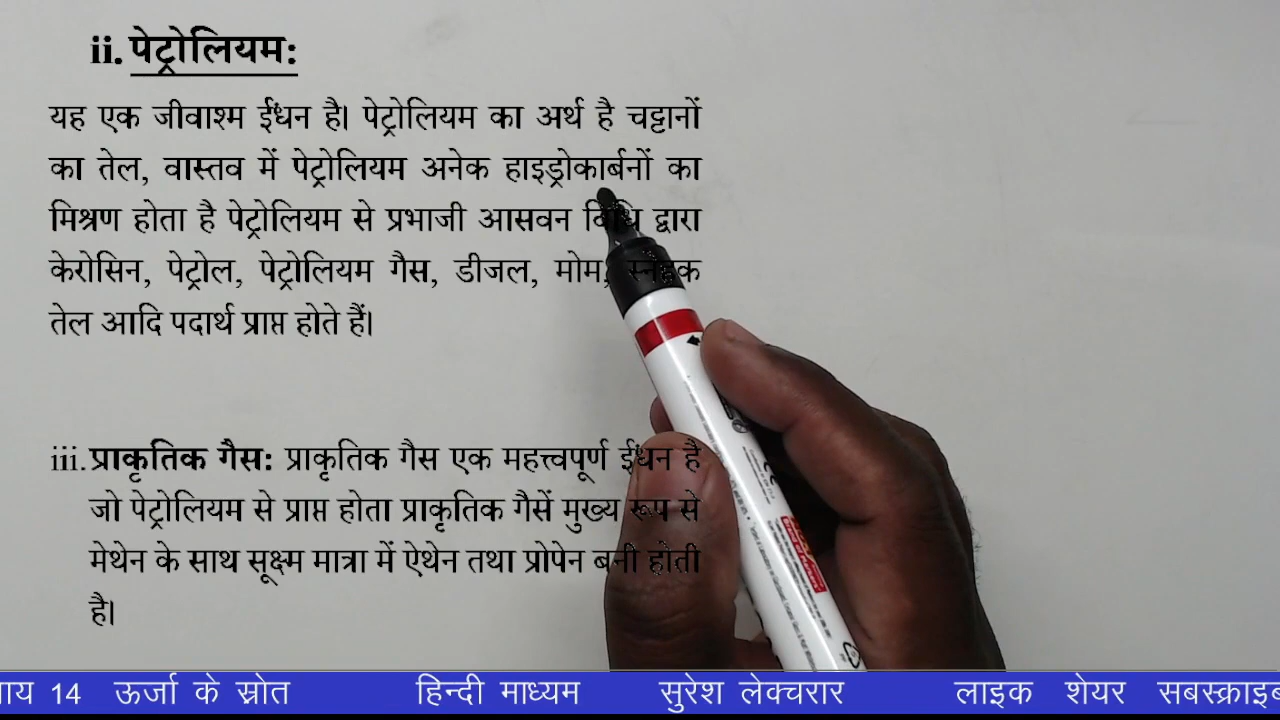 ii. पेट्रोलियम:
यह एक जीवाश्म ईंधन है। पेट्रोलियम का अर्थ है चट्टानों
का तेल, वास्तव में पेट्रोलियम अनेक हाइड्रोकार्बनों का
मिश्रण होता है पेट्रोलियम से प्रभाजी आसवन विधि द्वारा
केरोसिन, पेट्रोल, पेट्रोलियम गैस, डीजल, मोम, स्नेहक
तेल आदि पदार्थ प्राप्त होते हैं।
iii. प्राकृतिक गैस: प्राकृतिक गैस एक महत्त्वपूर्ण ईंधन है
जो पेट्रोलियम से प्राप्त होता प्राकृतिक गैसें मुख्य रूप से
मेथेन के साथ सूक्ष्म मात्रा में ऐथेन तथा प्रोपेन बनी होती
है।
14 ऊर्जा के स्रोत हिन्दी माध्यम सुरेश लेक्चरार लाइक शेयर